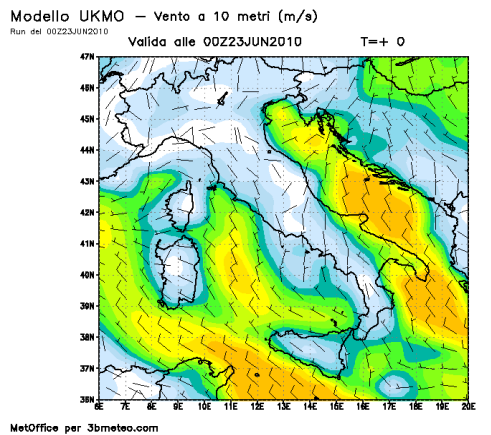 Modello UKMO – Vento a 10 metri (m/s)
Run del 00Z23JUN2010
Valida alle 00Z23JUN2010 T=+ 0
47N
46N
45N
44N
43N
42N
41N
40N
39N
38N
37N
36N
6E 7E 8E 9E 10E 11E 12E 13E 14E 15E 16E 17E 18E 19E 20E
MetOffice per 3bmeteo.com